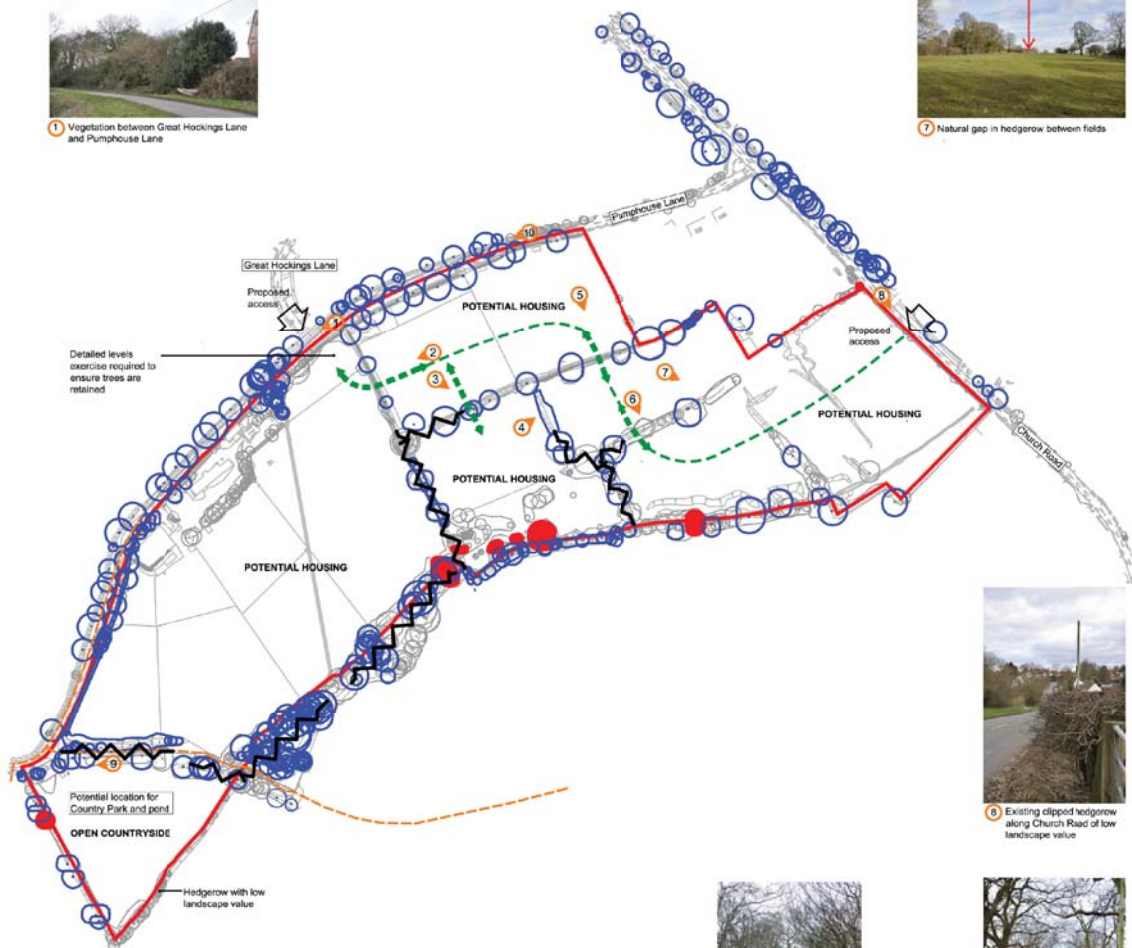 1 Vegetation between Great Hockings Lane
and Pumphouse Lane
7 Natural gap in hedgerow between fields
Pumphouse Lane
10
Great Hockings Lane
Proposed
access
1
POTENTIAL HOUSING
5
8
Proposed
access
Detailed levels
exercise required to
ensure trees are
retained
2
3
7
6
4
POTENTIAL HOUSING
Church Road
POTENTIAL HOUSING
POTENTIAL HOUSING
9
Potential location for
Country Park and pond
OPEN COUNTRYSIDE
Hedgerow with low
landscape value
8 Existing clipped hedgerow
along Church Road of low
landscape value